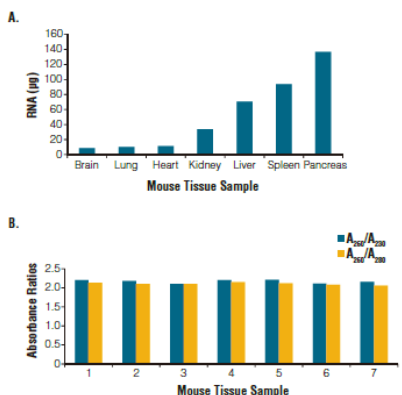 A.
160
140
120
100
80
60
40
20
0
RNA (µg)
Brain Lung Heart Kidney Liver Spleen Pancreas
Mouse Tissue Sample
B.
A260/A230
A260/A280
2.5
2.0
1.5
1.0
0.5
0
Absorbance Ratios
1 2 3 4 5 6 7
Mouse Tissue Sample